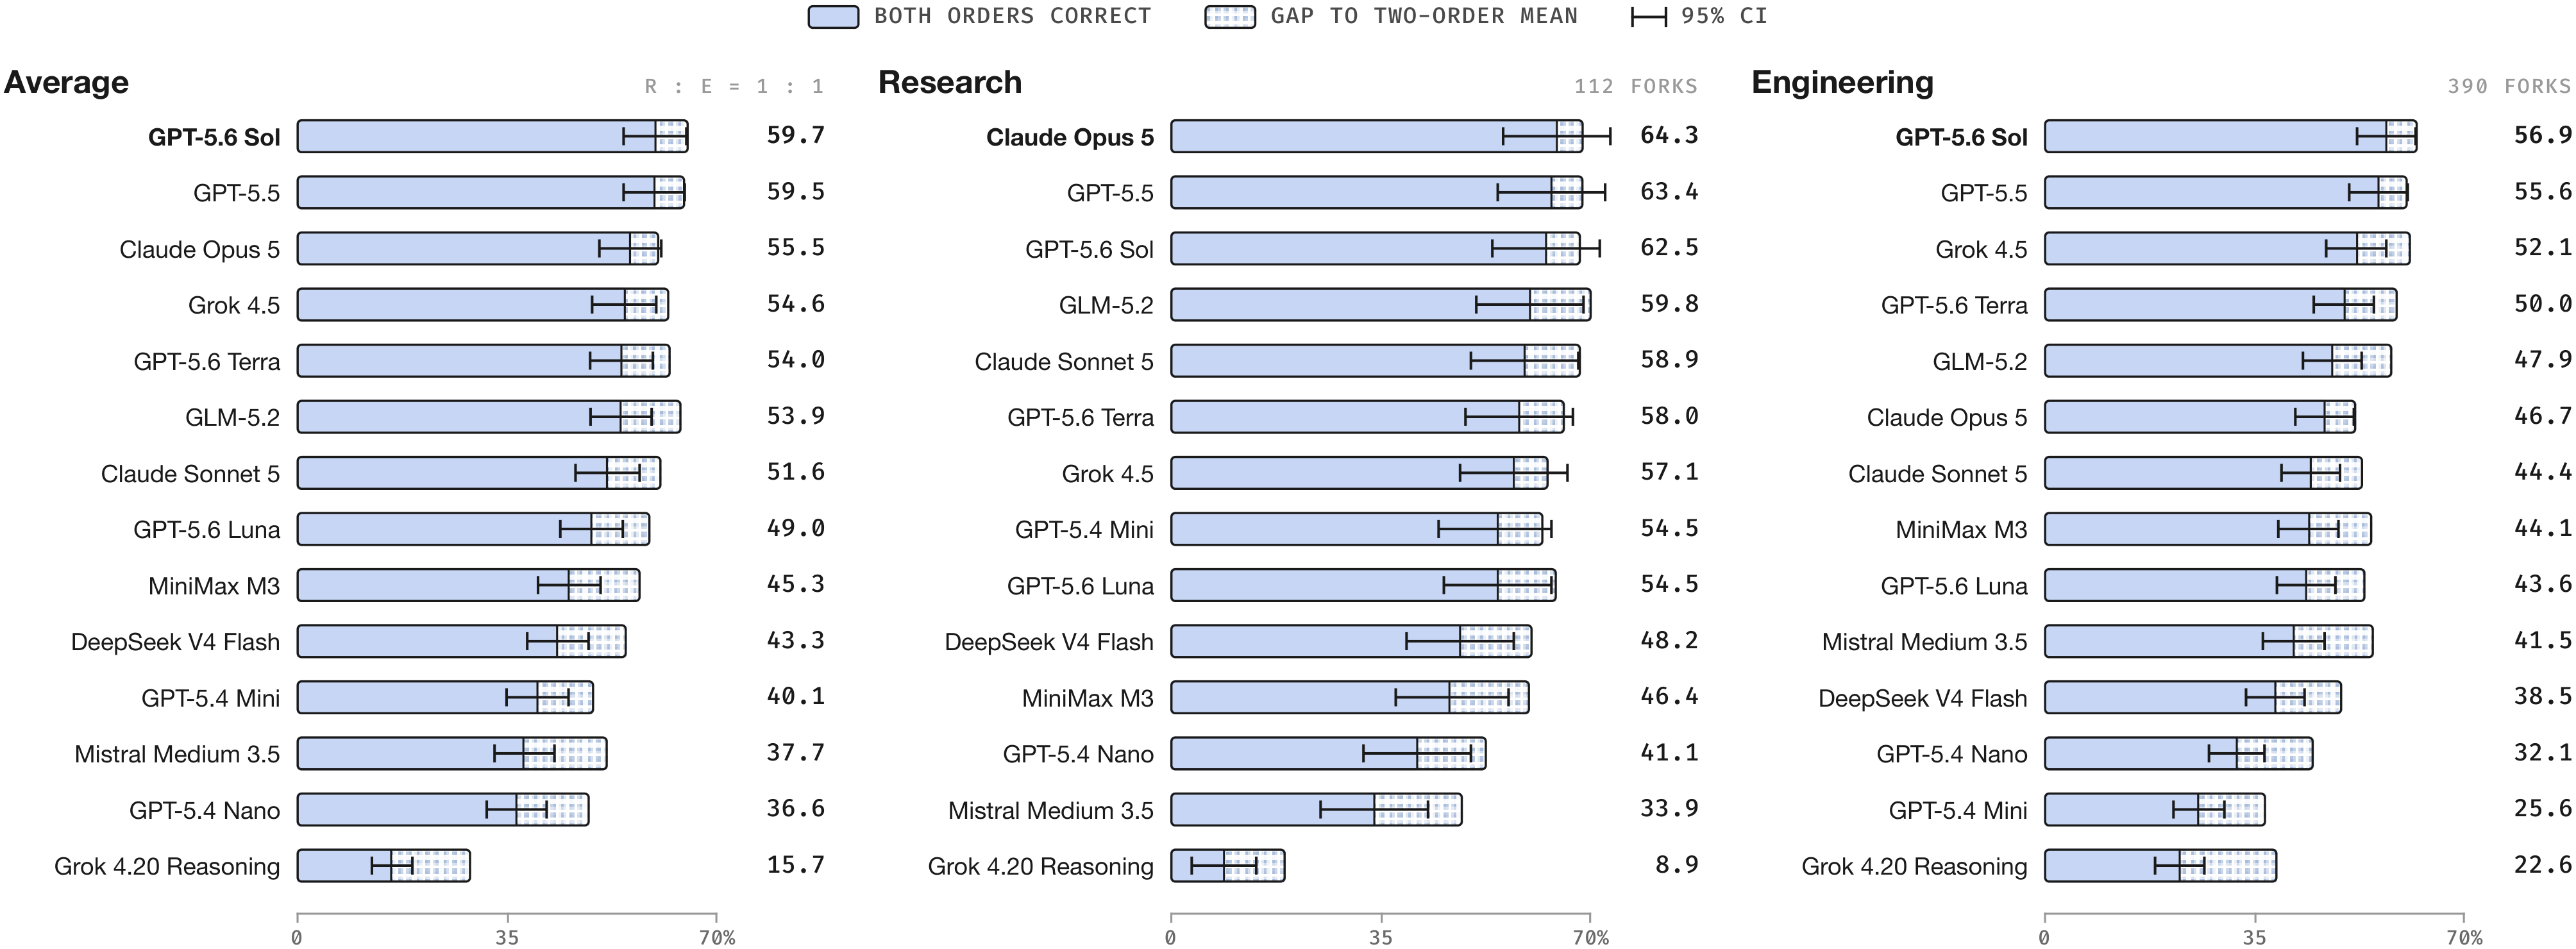 BOTH ORDERS CORRECT GAP TO TWO-ORDER MEAN 95% CI
Average R : E = 1 : 1
GPT-5.6 Sol 59.7
GPT-5.5 59.5
Claude Opus 5 55.5
Grok 4.5 54.6
GPT-5.6 Terra 54.0
GLM-5.2 53.9
Claude Sonnet 5 51.6
GPT-5.6 Luna 49.0
MiniMax M3 45.3
DeepSeek V4 Flash 43.3
GPT-5.4 Mini 40.1
Mistral Medium 3.5 37.7
GPT-5.4 Nano 36.6
Grok 4.20 Reasoning 15.7
0 35 70%
Research 112 FORKS
Claude Opus 5 64.3
GPT-5.5 63.4
GPT-5.6 Sol 62.5
GLM-5.2 59.8
Claude Sonnet 5 58.9
GPT-5.6 Terra 58.0
Grok 4.5 57.1
GPT-5.4 Mini 54.5
GPT-5.6 Luna 54.5
DeepSeek V4 Flash 48.2
MiniMax M3 46.4
GPT-5.4 Nano 41.1
Mistral Medium 3.5 33.9
Grok 4.20 Reasoning 8.9
0 35 70%
Engineering 390 FORKS
GPT-5.6 Sol 56.9
GPT-5.5 55.6
Grok 4.5 52.1
GPT-5.6 Terra 50.0
GLM-5.2 47.9
Claude Opus 5 46.7
Claude Sonnet 5 44.4
MiniMax M3 44.1
GPT-5.6 Luna 43.6
Mistral Medium 3.5 41.5
DeepSeek V4 Flash 38.5
GPT-5.4 Nano 32.1
GPT-5.4 Mini 25.6
Grok 4.20 Reasoning 22.6
0 35 70%